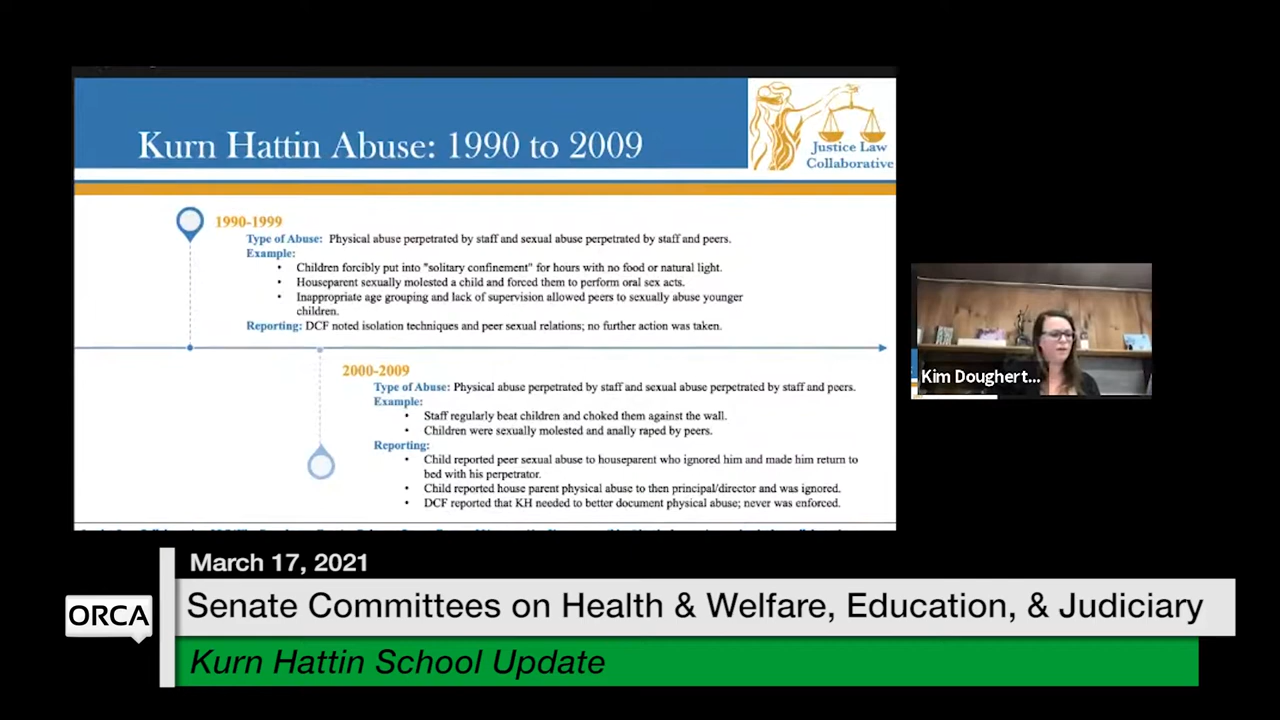 Kurn Hattin Abuse: 1990 to 2009
Justice Law
Collaborative
1990-1999
Type of Abuse: Physical abuse perpetrated by staff and sexual abuse perpetrated by staff and peers.
Example:
• Children forcibly put into "solitary confinement" for hours with no food or natural light.
• Houseparent sexually molested a child and forced them to perform oral sex acts.
• Inappropriate age grouping and lack of supervision allowed peers to sexually abuse younger
children.
Reporting: DCF noted isolation techniques and peer sexual relations; no further action was taken.
2000-2009
Type of Abuse: Physical abuse perpetrated by staff and sexual abuse perpetrated by staff and peers.
Example:
• Staff regularly beat children and choked them against the wall.
• Children were sexually molested and anally raped by peers.
Reporting:
• Child reported peer sexual abuse to houseparent who ignored him and made him return to
bed with his perpetrator.
• Child reported house parent physical abuse to then principal/director and was ignored.
• DCF reported that KH needed to better document physical abuse; never was enforced.
Kim Doughert...
March 17, 2021
ORCA
Senate Committees on Health & Welfare, Education, & Judiciary
Kurn Hattin School Update